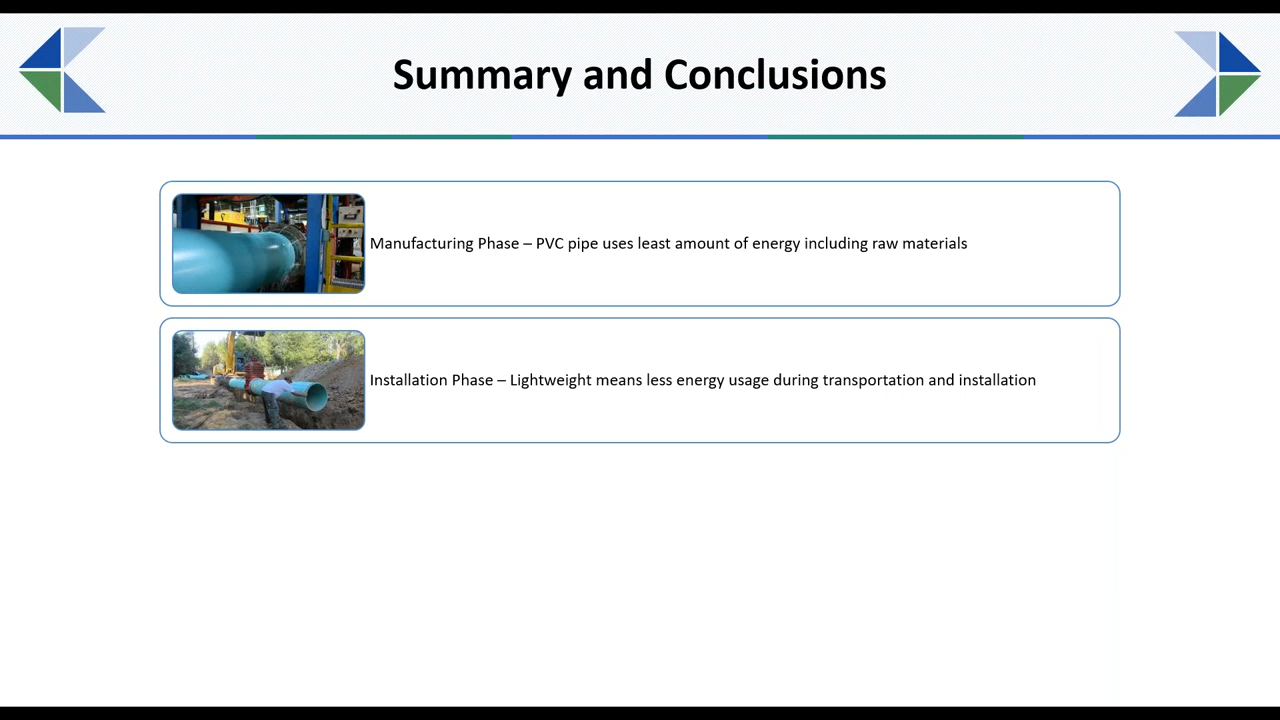 Summary and Conclusions
Manufacturing Phase – PVC pipe uses least amount of energy including raw materials
Installation Phase – Lightweight means less energy usage during transportation and installation